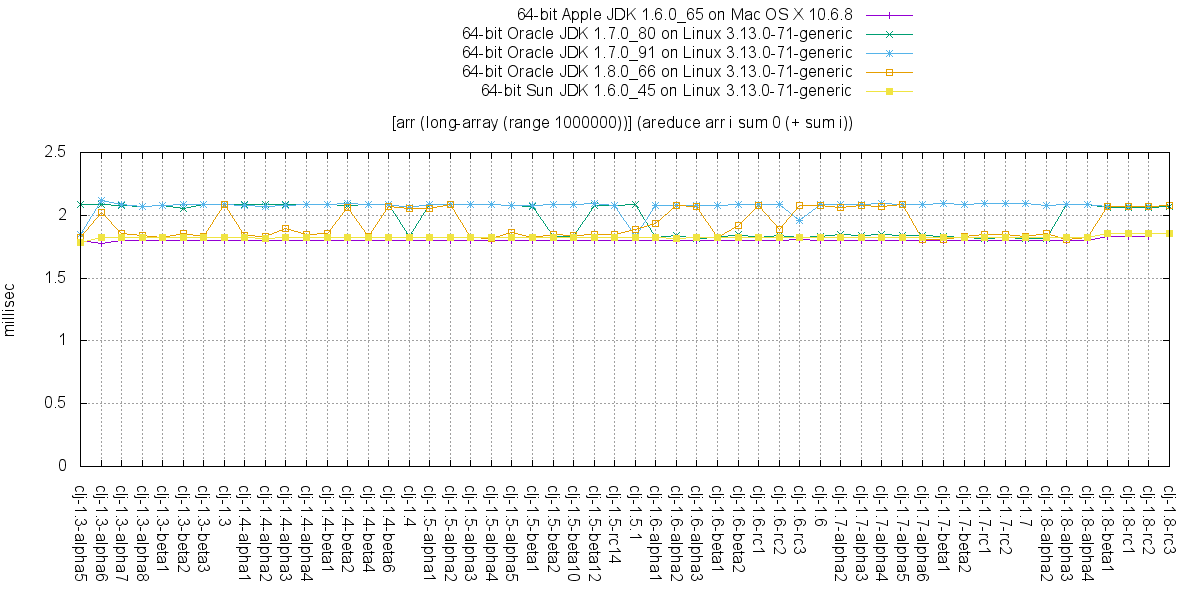 64-bit Apple JDK 1.6.0_65 on Mac OS X 10.6.8
64-bit Oracle JDK 1.7.0_80 on Linux 3.13.0-71-generic
64-bit Oracle JDK 1.7.0_91 on Linux 3.13.0-71-generic
64-bit Oracle JDK 1.8.0_66 on Linux 3.13.0-71-generic
64-bit Sun JDK 1.6.0_45 on Linux 3.13.0-71-generic
[arr (long-array (range 1000000))] (areduce arr i sum 0 (+ sum i))
2.5
2
1.5
1
0.5
0
millisec
clj-1.3-alpha5
clj-1.3-alpha6
clj-1.3-alpha7
clj-1.3-alpha8
clj-1.3-beta1
clj-1.3-beta2
clj-1.3-beta3
clj-1.3
clj-1.4-alpha1
clj-1.4-alpha2
clj-1.4-alpha3
clj-1.4-alpha4
clj-1.4-beta1
clj-1.4-beta2
clj-1.4-beta4
clj-1.4-beta6
clj-1.4
clj-1.5-alpha1
clj-1.5-alpha2
clj-1.5-alpha3
clj-1.5-alpha4
clj-1.5-alpha5
clj-1.5-beta1
clj-1.5-beta2
clj-1.5-beta10
clj-1.5-beta12
clj-1.5-rc14
clj-1.5.1
clj-1.6-alpha1
clj-1.6-alpha2
clj-1.6-alpha3
clj-1.6-beta1
clj-1.6-beta2
clj-1.6-rc1
clj-1.6-rc2
clj-1.6-rc3
clj-1.6
clj-1.7-alpha2
clj-1.7-alpha3
clj-1.7-alpha4
clj-1.7-alpha5
clj-1.7-alpha6
clj-1.7-beta1
clj-1.7-beta2
clj-1.7-rc1
clj-1.7-rc2
clj-1.7
clj-1.8-alpha2
clj-1.8-alpha3
clj-1.8-alpha4
clj-1.8-beta1
clj-1.8-rc1
clj-1.8-rc2
clj-1.8-rc3